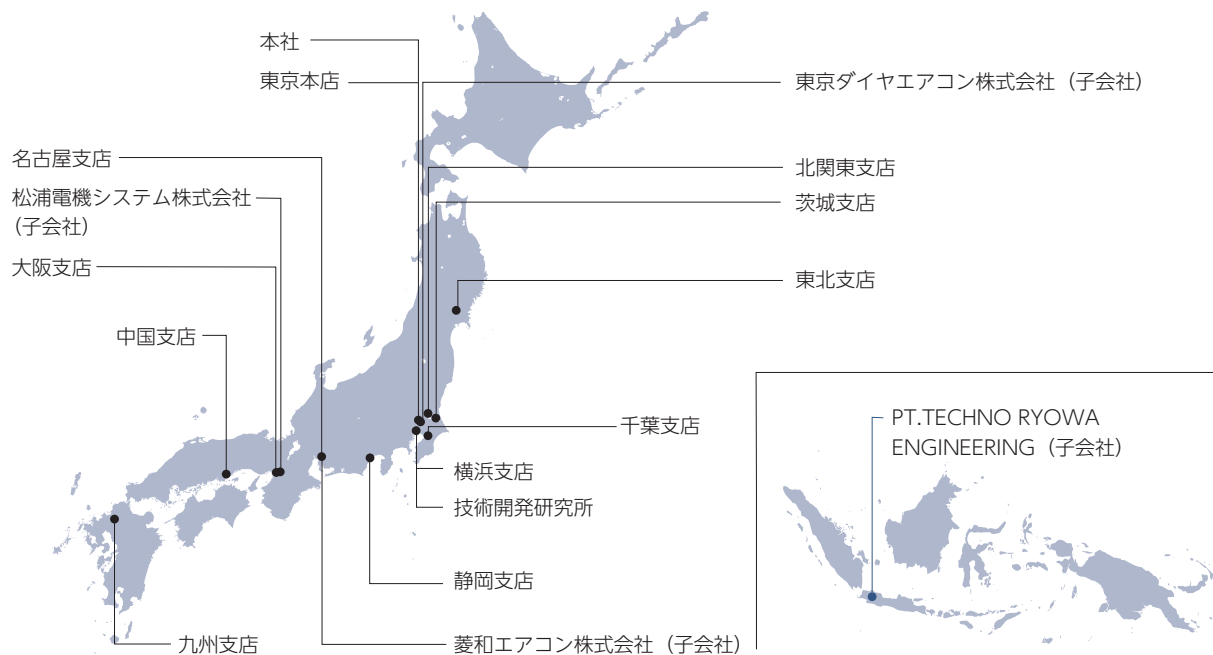 本社
東京本店
東京ダイヤエアコン株式会社（子会社）
名古屋支店
北関東支店
松浦電機システム株式会社
（子会社）
茨城支店
大阪支店
東北支店
中国支店
千葉支店
PT.TECHNO RYOWA
ENGINEERING（子会社）
横浜支店
技術開発研究所
静岡支店
九州支店
菱和エアコン株式会社（子会社）